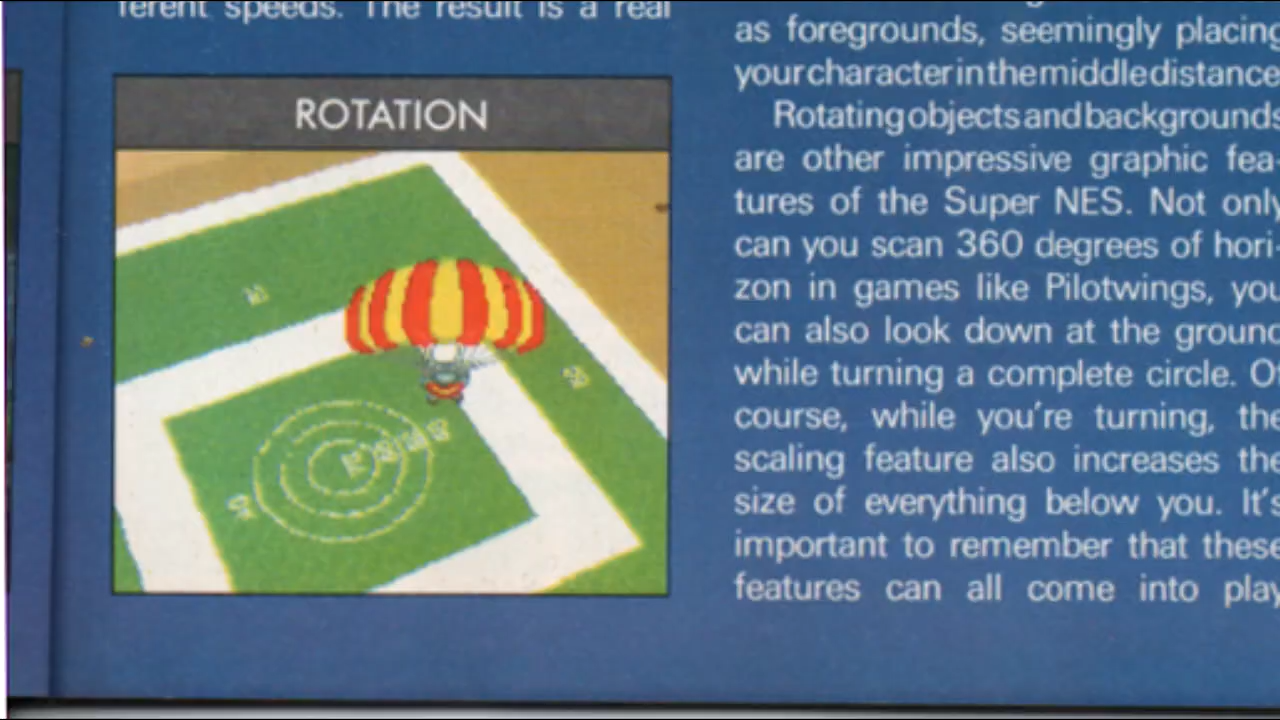 ferent speeds. The result is a real
ROTATION
as foregrounds, seemingly placing
your character in the middle distance
Rotating objects and backgrounds
are other impressive graphic fea-
tures of the Super NES. Not only
can you scan 360 degrees of hori-
zon in games like Pilotwings, you
can also look down at the ground
while turning a complete circle. Of
course, while you're turning, the
scaling feature also increases the
size of everything below you. It's
important to remember that these
features can all come into play